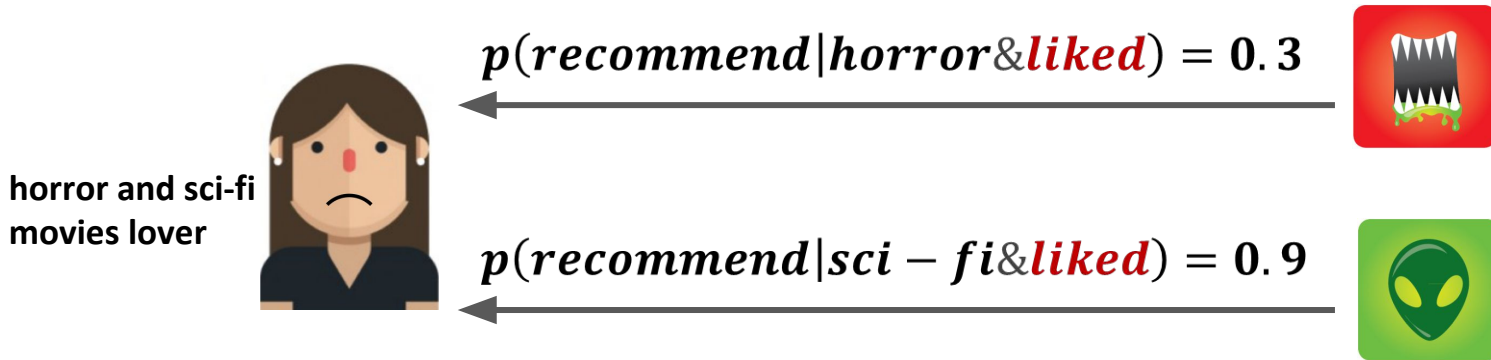 p(recommend|horror&liked) = 0.3
horror and sci-fi
movies lover
p(recommend|sci − fi&liked) = 0.9